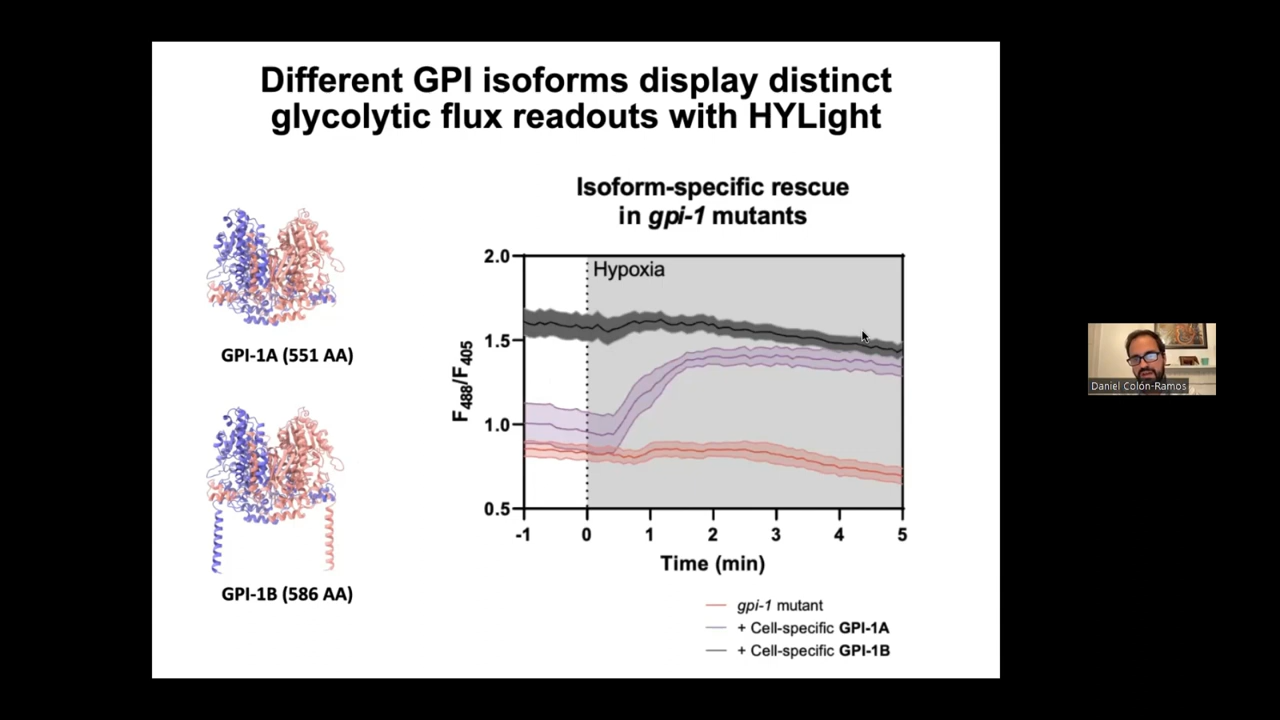 Different GPI isoforms display distinct
glycolytic flux readouts with HYLight
Isoform-specific rescue
in gpi-1 mutants
GPI-1A (551 AA)
GPI-1B (586 AA)
F488/F405
2.0
1.5
1.0
0.5
Hypoxia
-1 0 1 2 3 4 5
Time (min)
gpi-1 mutant
+ Cell-specific GPI-1A
+ Cell-specific GPI-1B
Daniel Colón-Ramos